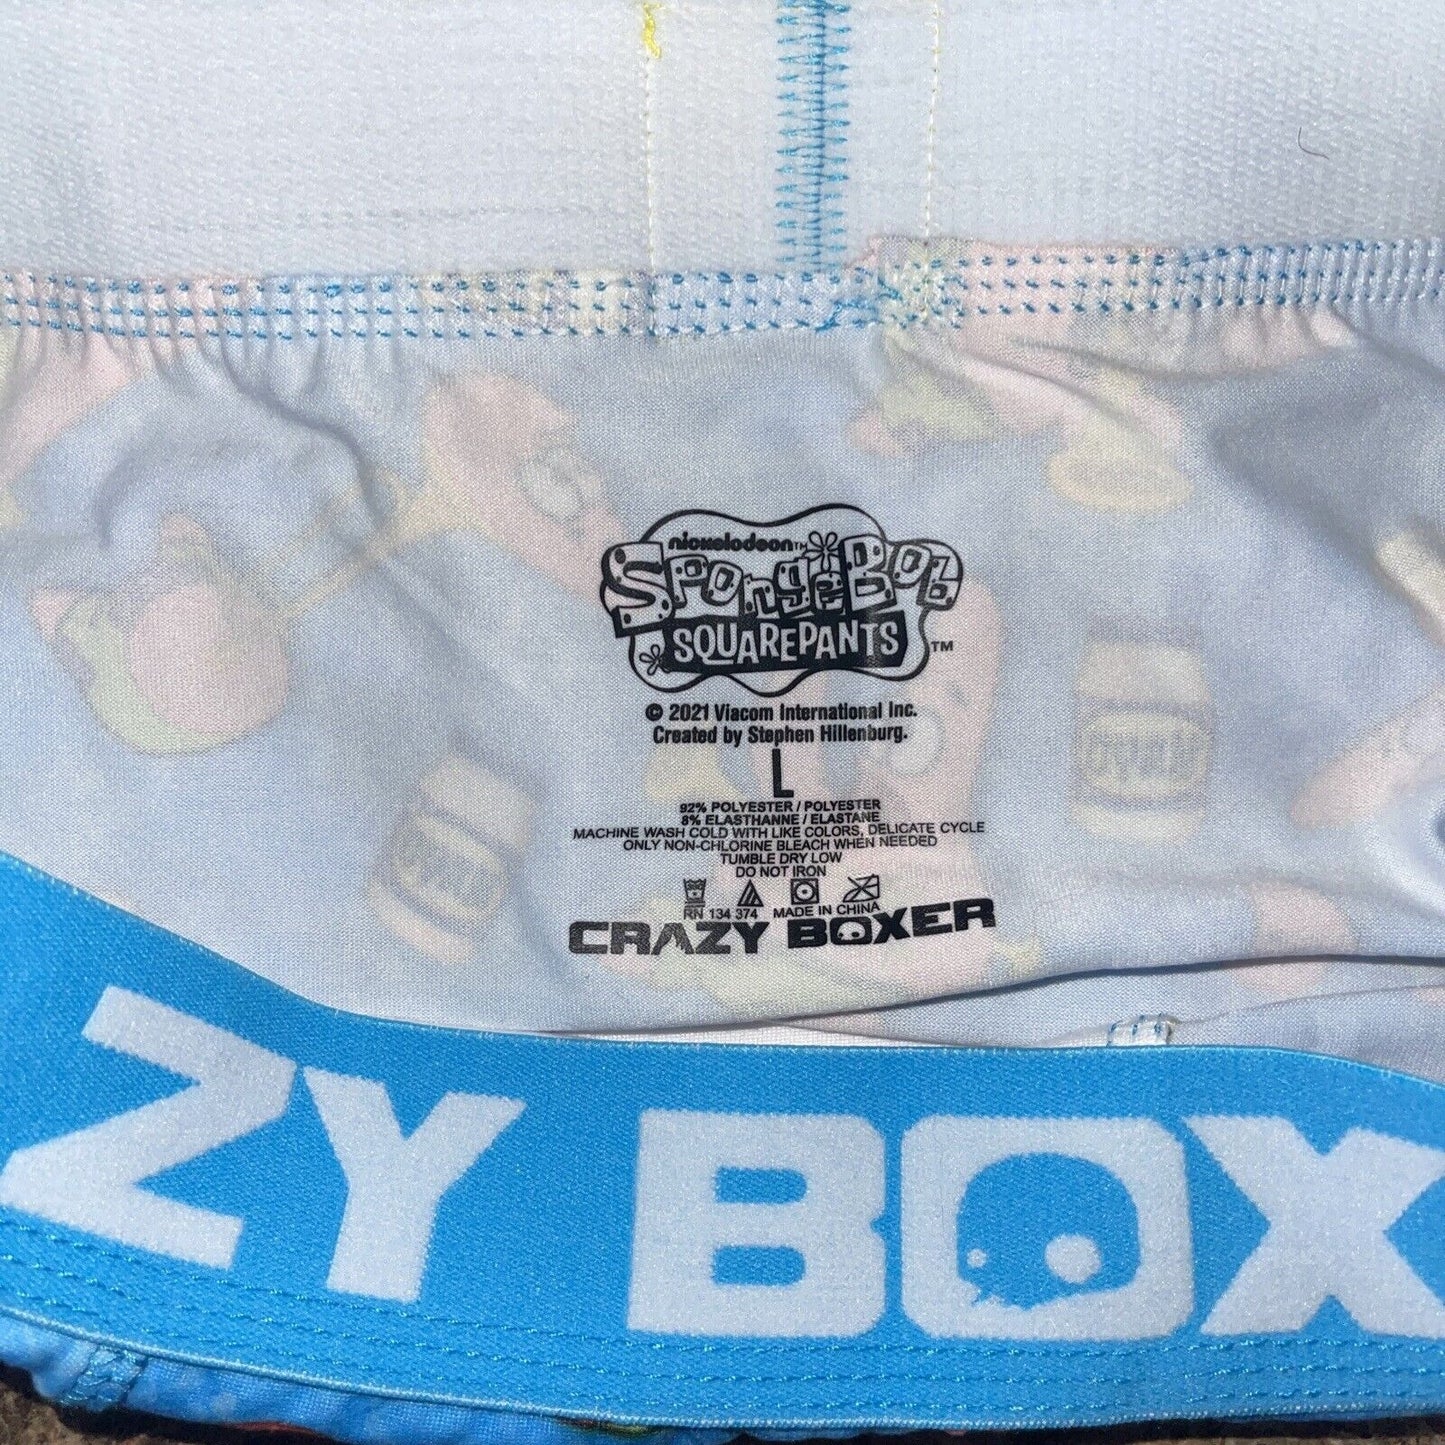 nickelodeon™
SPONGEBOB
SQUAREPANTS ™
© 2021 Viacom International Inc.
Created by Stephen Hillenburg.
L
92% POLYESTER / POLYESTER
8% ELASTHANNE / ELASTANE
MACHINE WASH COLD WITH LIKE COLORS, DELICATE CYCLE
ONLY NON-CHLORINE BLEACH WHEN NEEDED
TUMBLE DRY LOW
DO NOT IRON
RN 134 374 MADE IN CHINA
CRAZY BOXER
ZY BOX